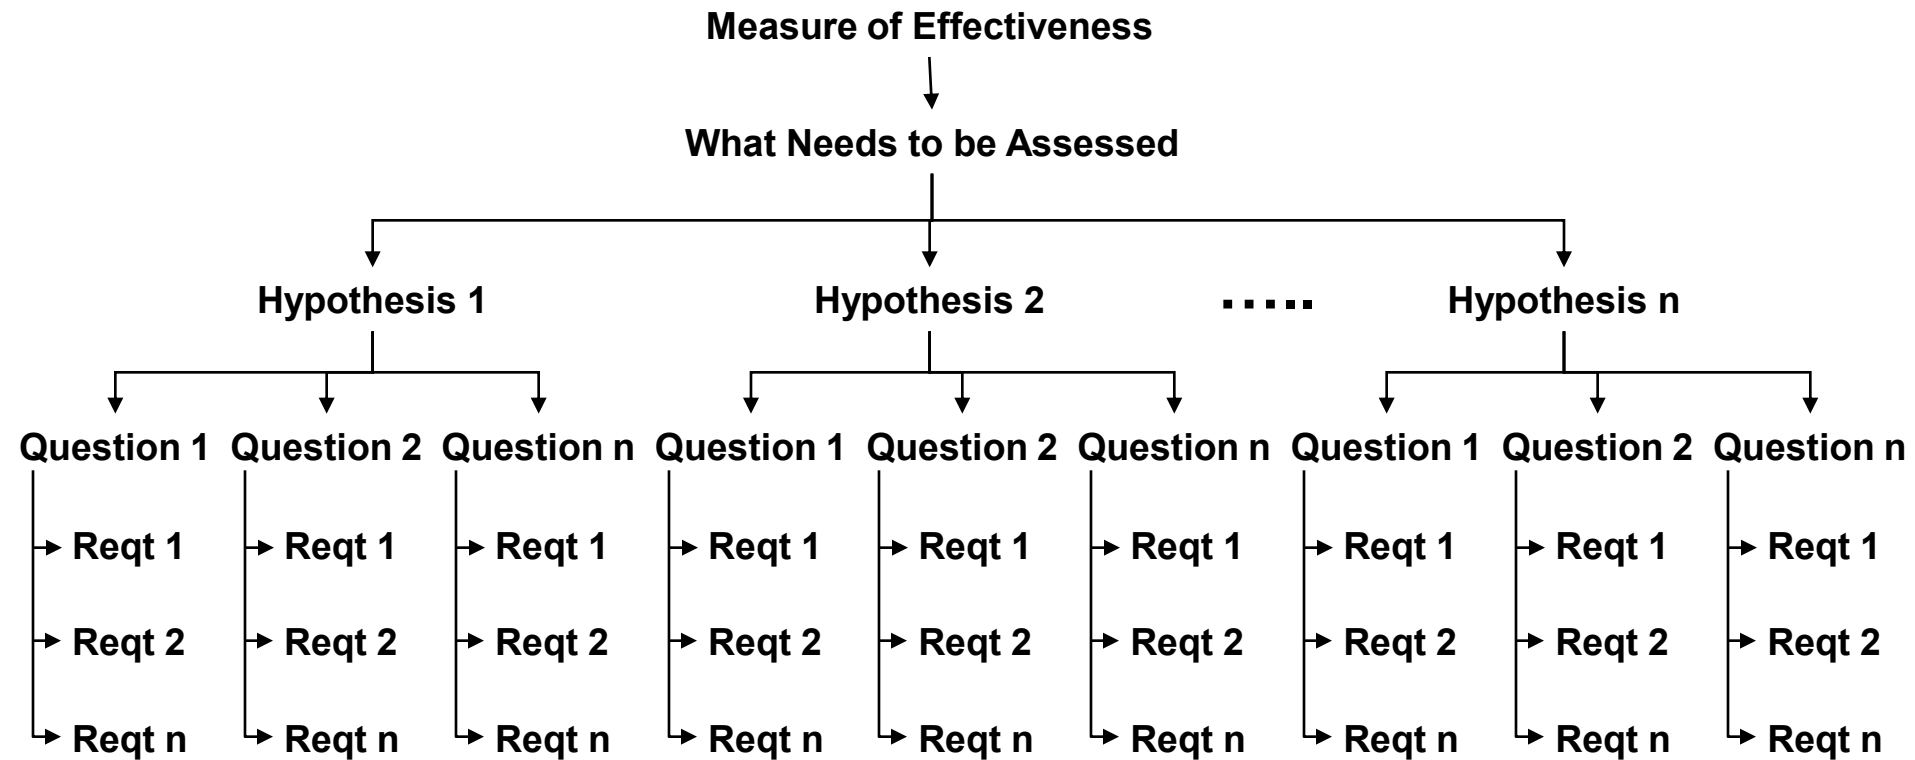 Measure of Effectiveness
What Needs to be Assessed
Hypothesis 1 Hypothesis 2 ..... Hypothesis n
Question 1 Question 2 Question n Question 1 Question 2 Question n Question 1 Question 2 Question n
Reqt 1 Reqt 1 Reqt 1 Reqt 1 Reqt 1 Reqt 1 Reqt 1 Reqt 1 Reqt 1
Reqt 2 Reqt 2 Reqt 2 Reqt 2 Reqt 2 Reqt 2 Reqt 2 Reqt 2 Reqt 2
Reqt n Reqt n Reqt n Reqt n Reqt n Reqt n Reqt n Reqt n Reqt n